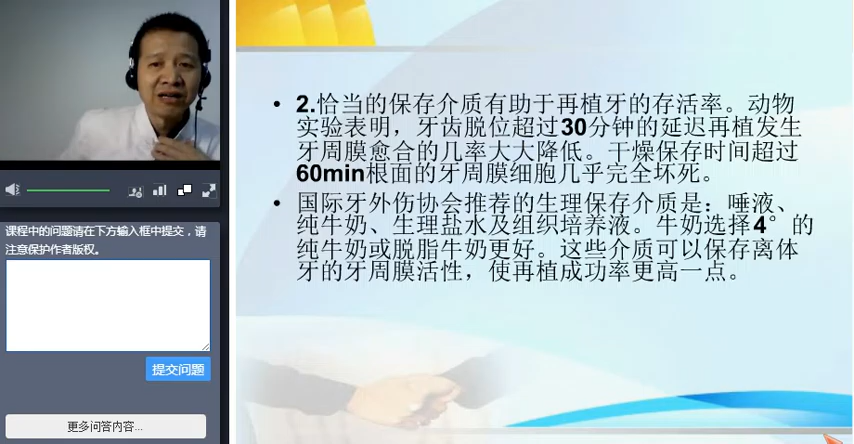 课程中的问题请在下方输入框中提交，请
注意保护作者版权。
提交问题
更多问答内容...
• 2.恰当的保存介质有助于再植牙的存活率。动物
实验表明，牙齿脱位超过30分钟的延迟再植发生
牙周膜愈合的几率大大降低。干燥保存时间超过
60min根面的牙周膜细胞几乎完全坏死。
• 国际牙外伤协会推荐的生理保存介质是：唾液、
纯牛奶、生理盐水及组织培养液。牛奶选择4°的
纯牛奶或脱脂牛奶更好。这些介质可以保存离体
牙的牙周膜活性，使再植成功率更高一点。